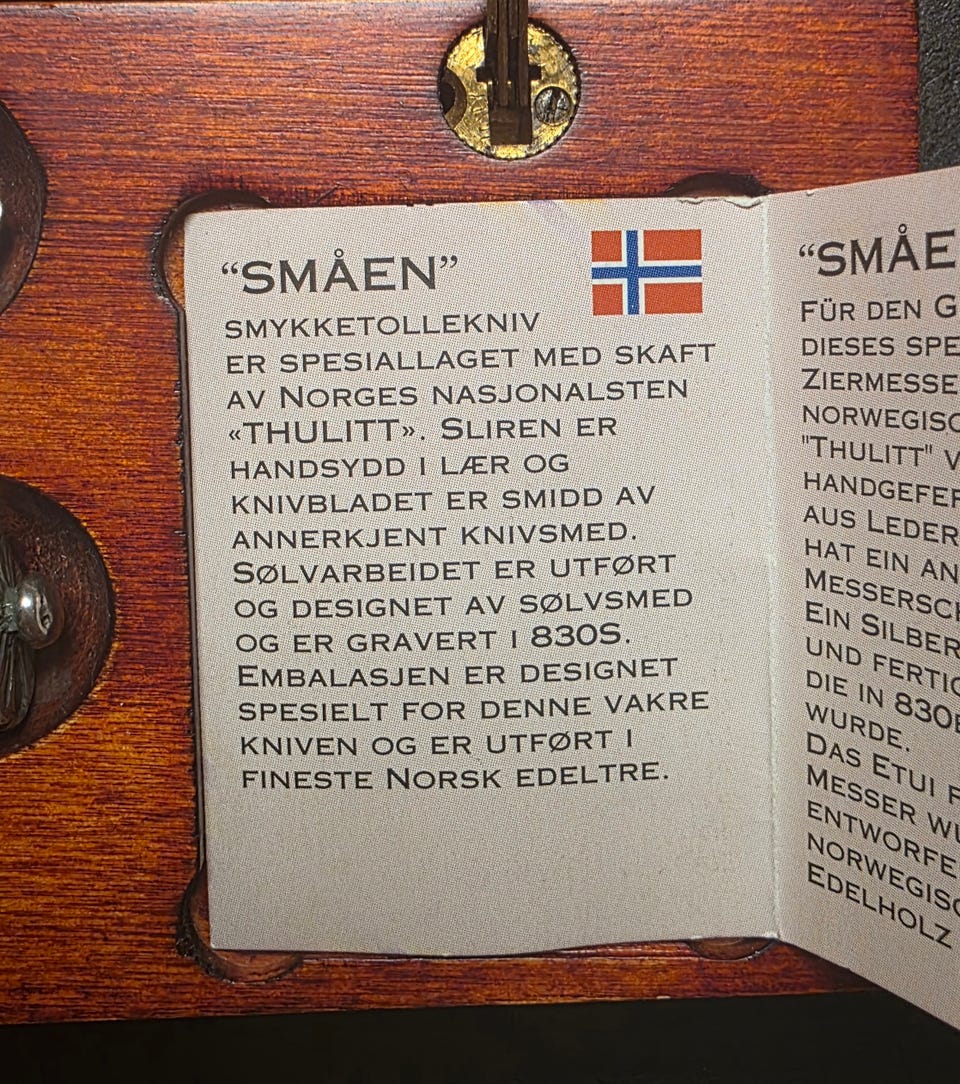 “SMÅEN”
SMYKKETOLLEKNIV
ER SPESIALLAGET MED SKAFT
AV NORGES NASJONALSTEN
«THULITT». SLIREN ER
HANDSYDD I LÆR OG
KNIVBLADET ER SMIDD AV
ANNERKJENT KNIVSMED.
SØLVARBEIDET ER UTFØRT
OG DESIGNET AV SØLVSMED
OG ER GRAVERT I 830S.
EMBALASJEN ER DESIGNET
SPESIELT FOR DENNE VAKRE
KNIVEN OG ER UTFØRT I
FINESTE NORSK EDELTRE.
“SMÅE
FÜR DEN G
DIESES SPE
ZIERMESSE
NORWEGISC
"THULITT" V
HANDGEFER
AUS LEDER
HAT EIN AN
MESSERSCH
EIN SILBER
UND FERTIG
DIE IN 830
WURDE.
DAS ETUI F
MESSER WU
ENTWORFE
NORWEGISC
EDELHOLZ